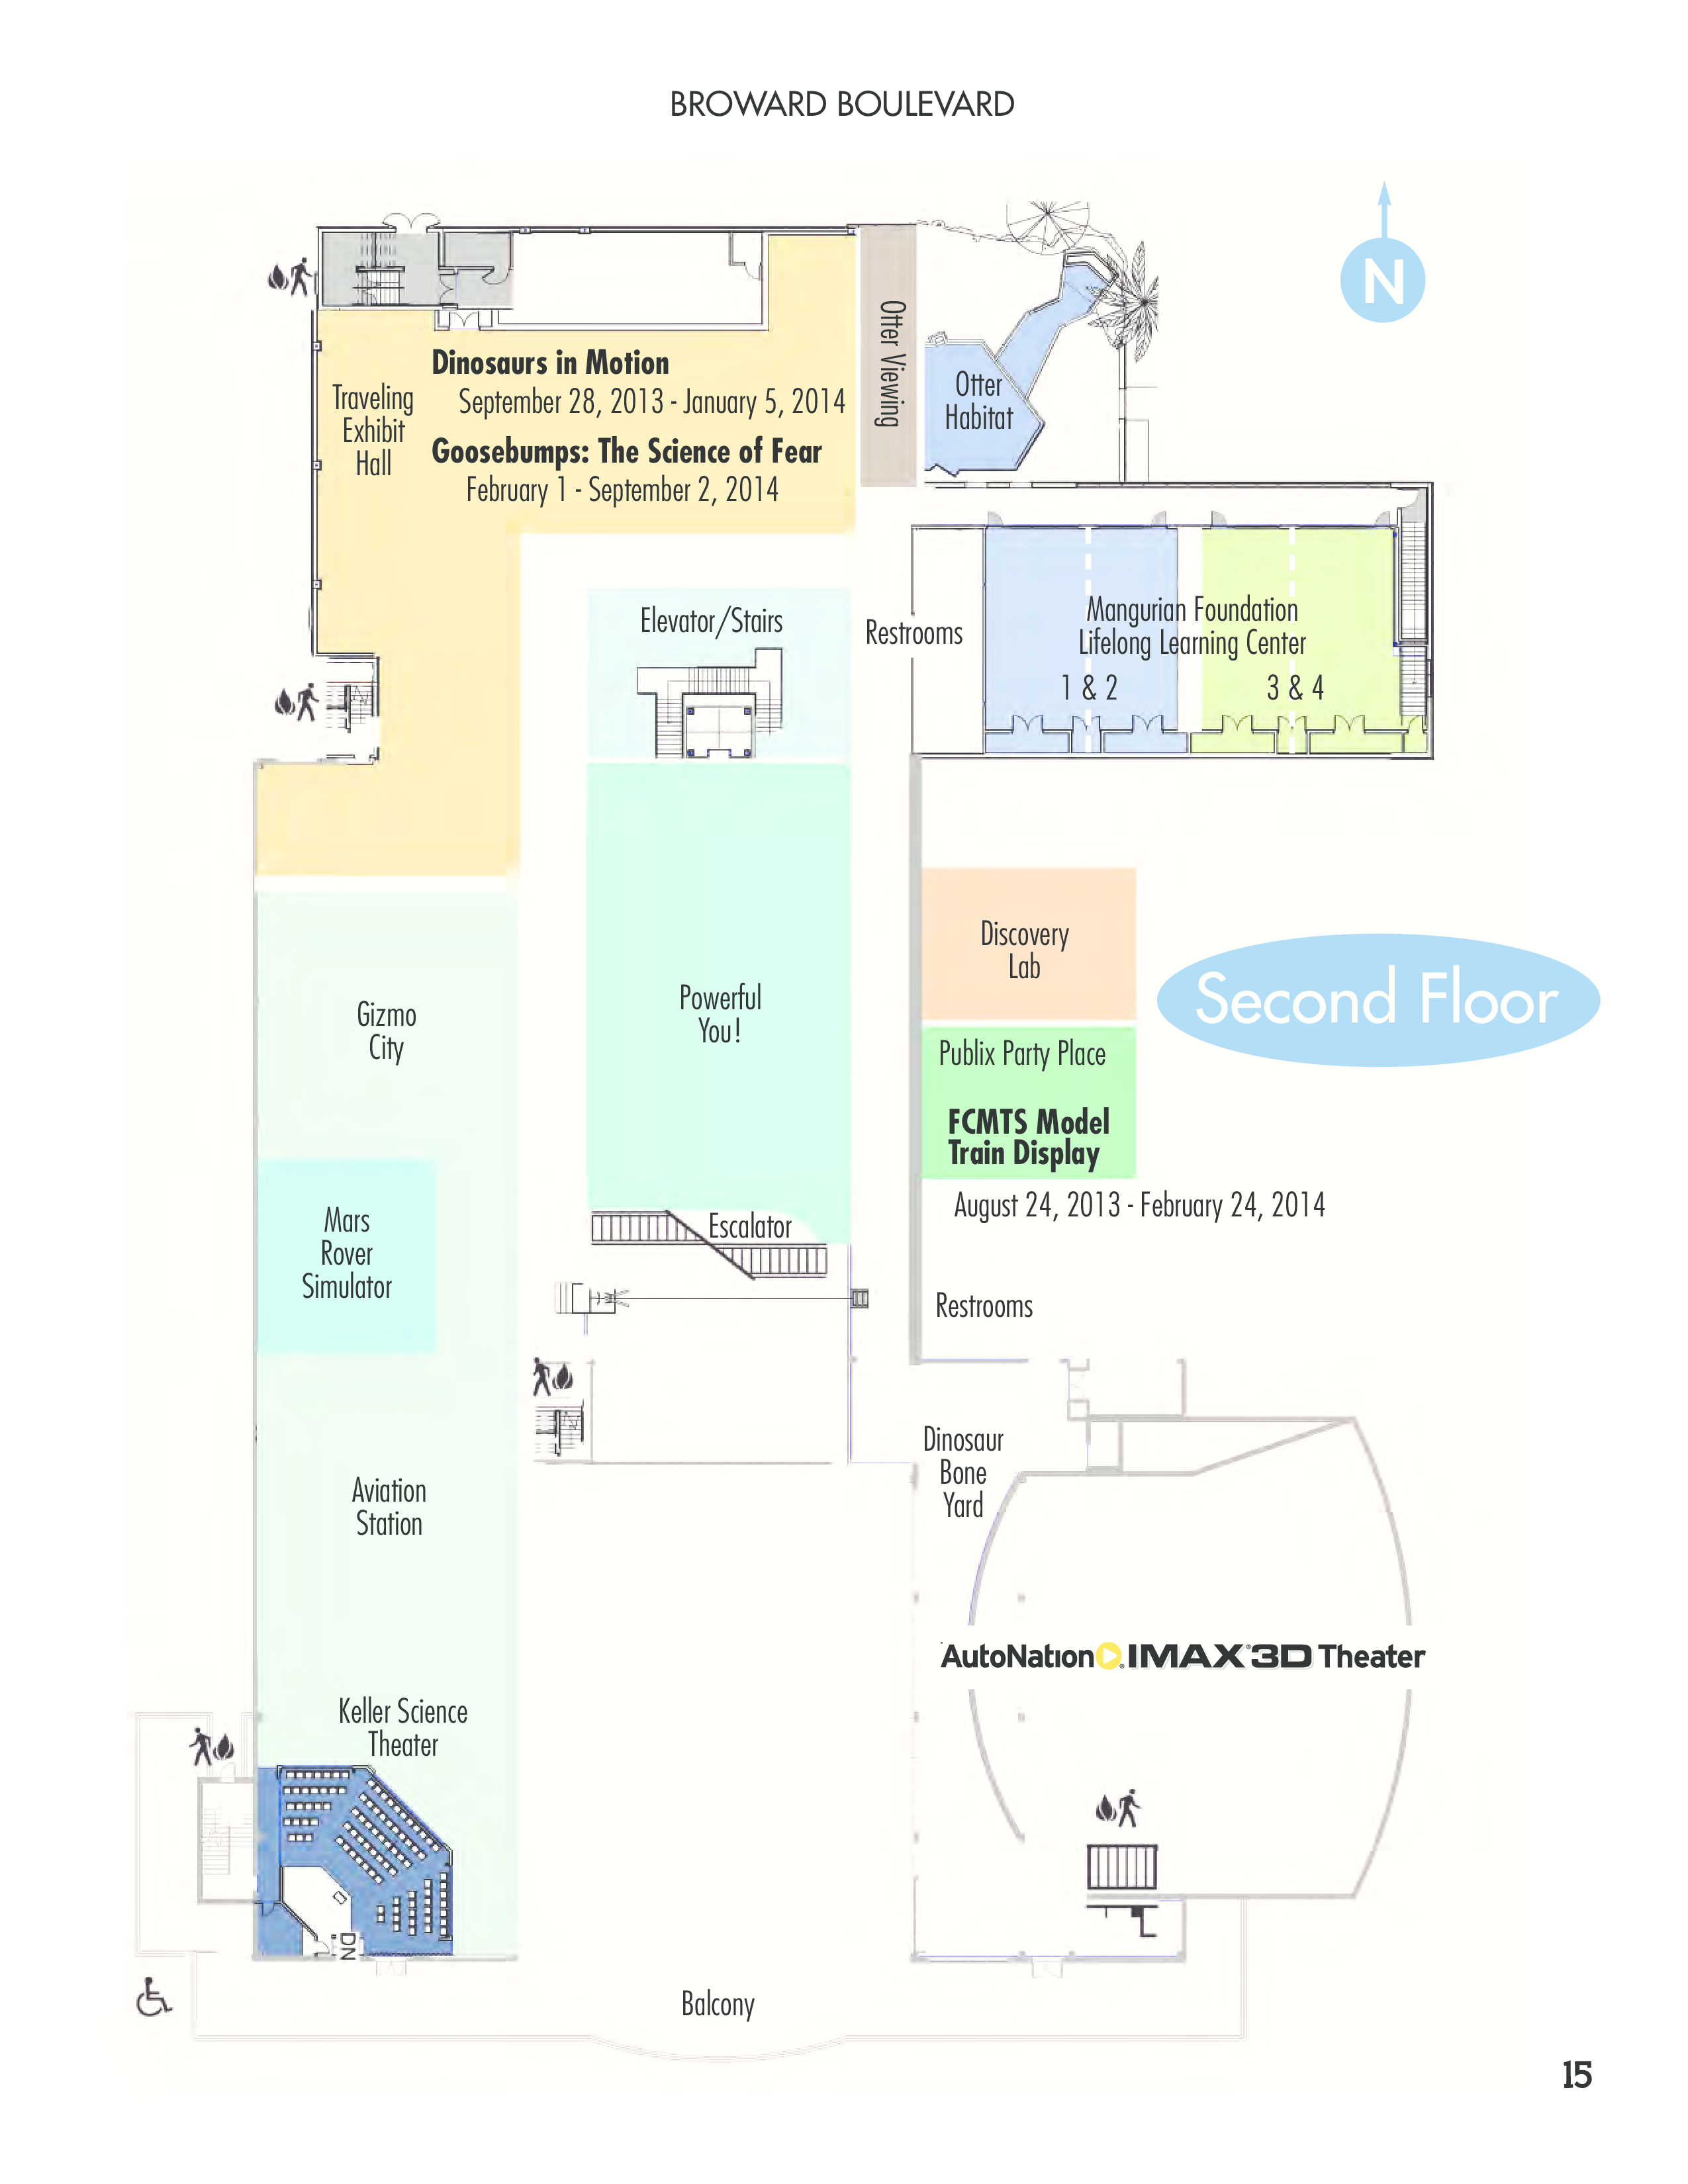 BROWARD BOULEVARD
N
Dinosaurs in Motion
September 28, 2013 - January 5, 2014
Goosebumps: The Science of Fear
February 1 - September 2, 2014
Traveling
Exhibit
Hall
Otter Viewing
Otter
Habitat
Elevator/Stairs
Restrooms
Mangurian Foundation
Lifelong Learning Center
1 & 2
3 & 4
Discovery
Lab
Second Floor
Gizmo
City
Powerful
You!
Publix Party Place
FCMTS Model
Train Display
August 24, 2013 - February 24, 2014
Mars
Rover
Simulator
Escalator
Restrooms
Dinosaur
Bone
Yard
Aviation
Station
AutoNation IMAX® 3D Theater
Keller Science
Theater
DN
Balcony
15